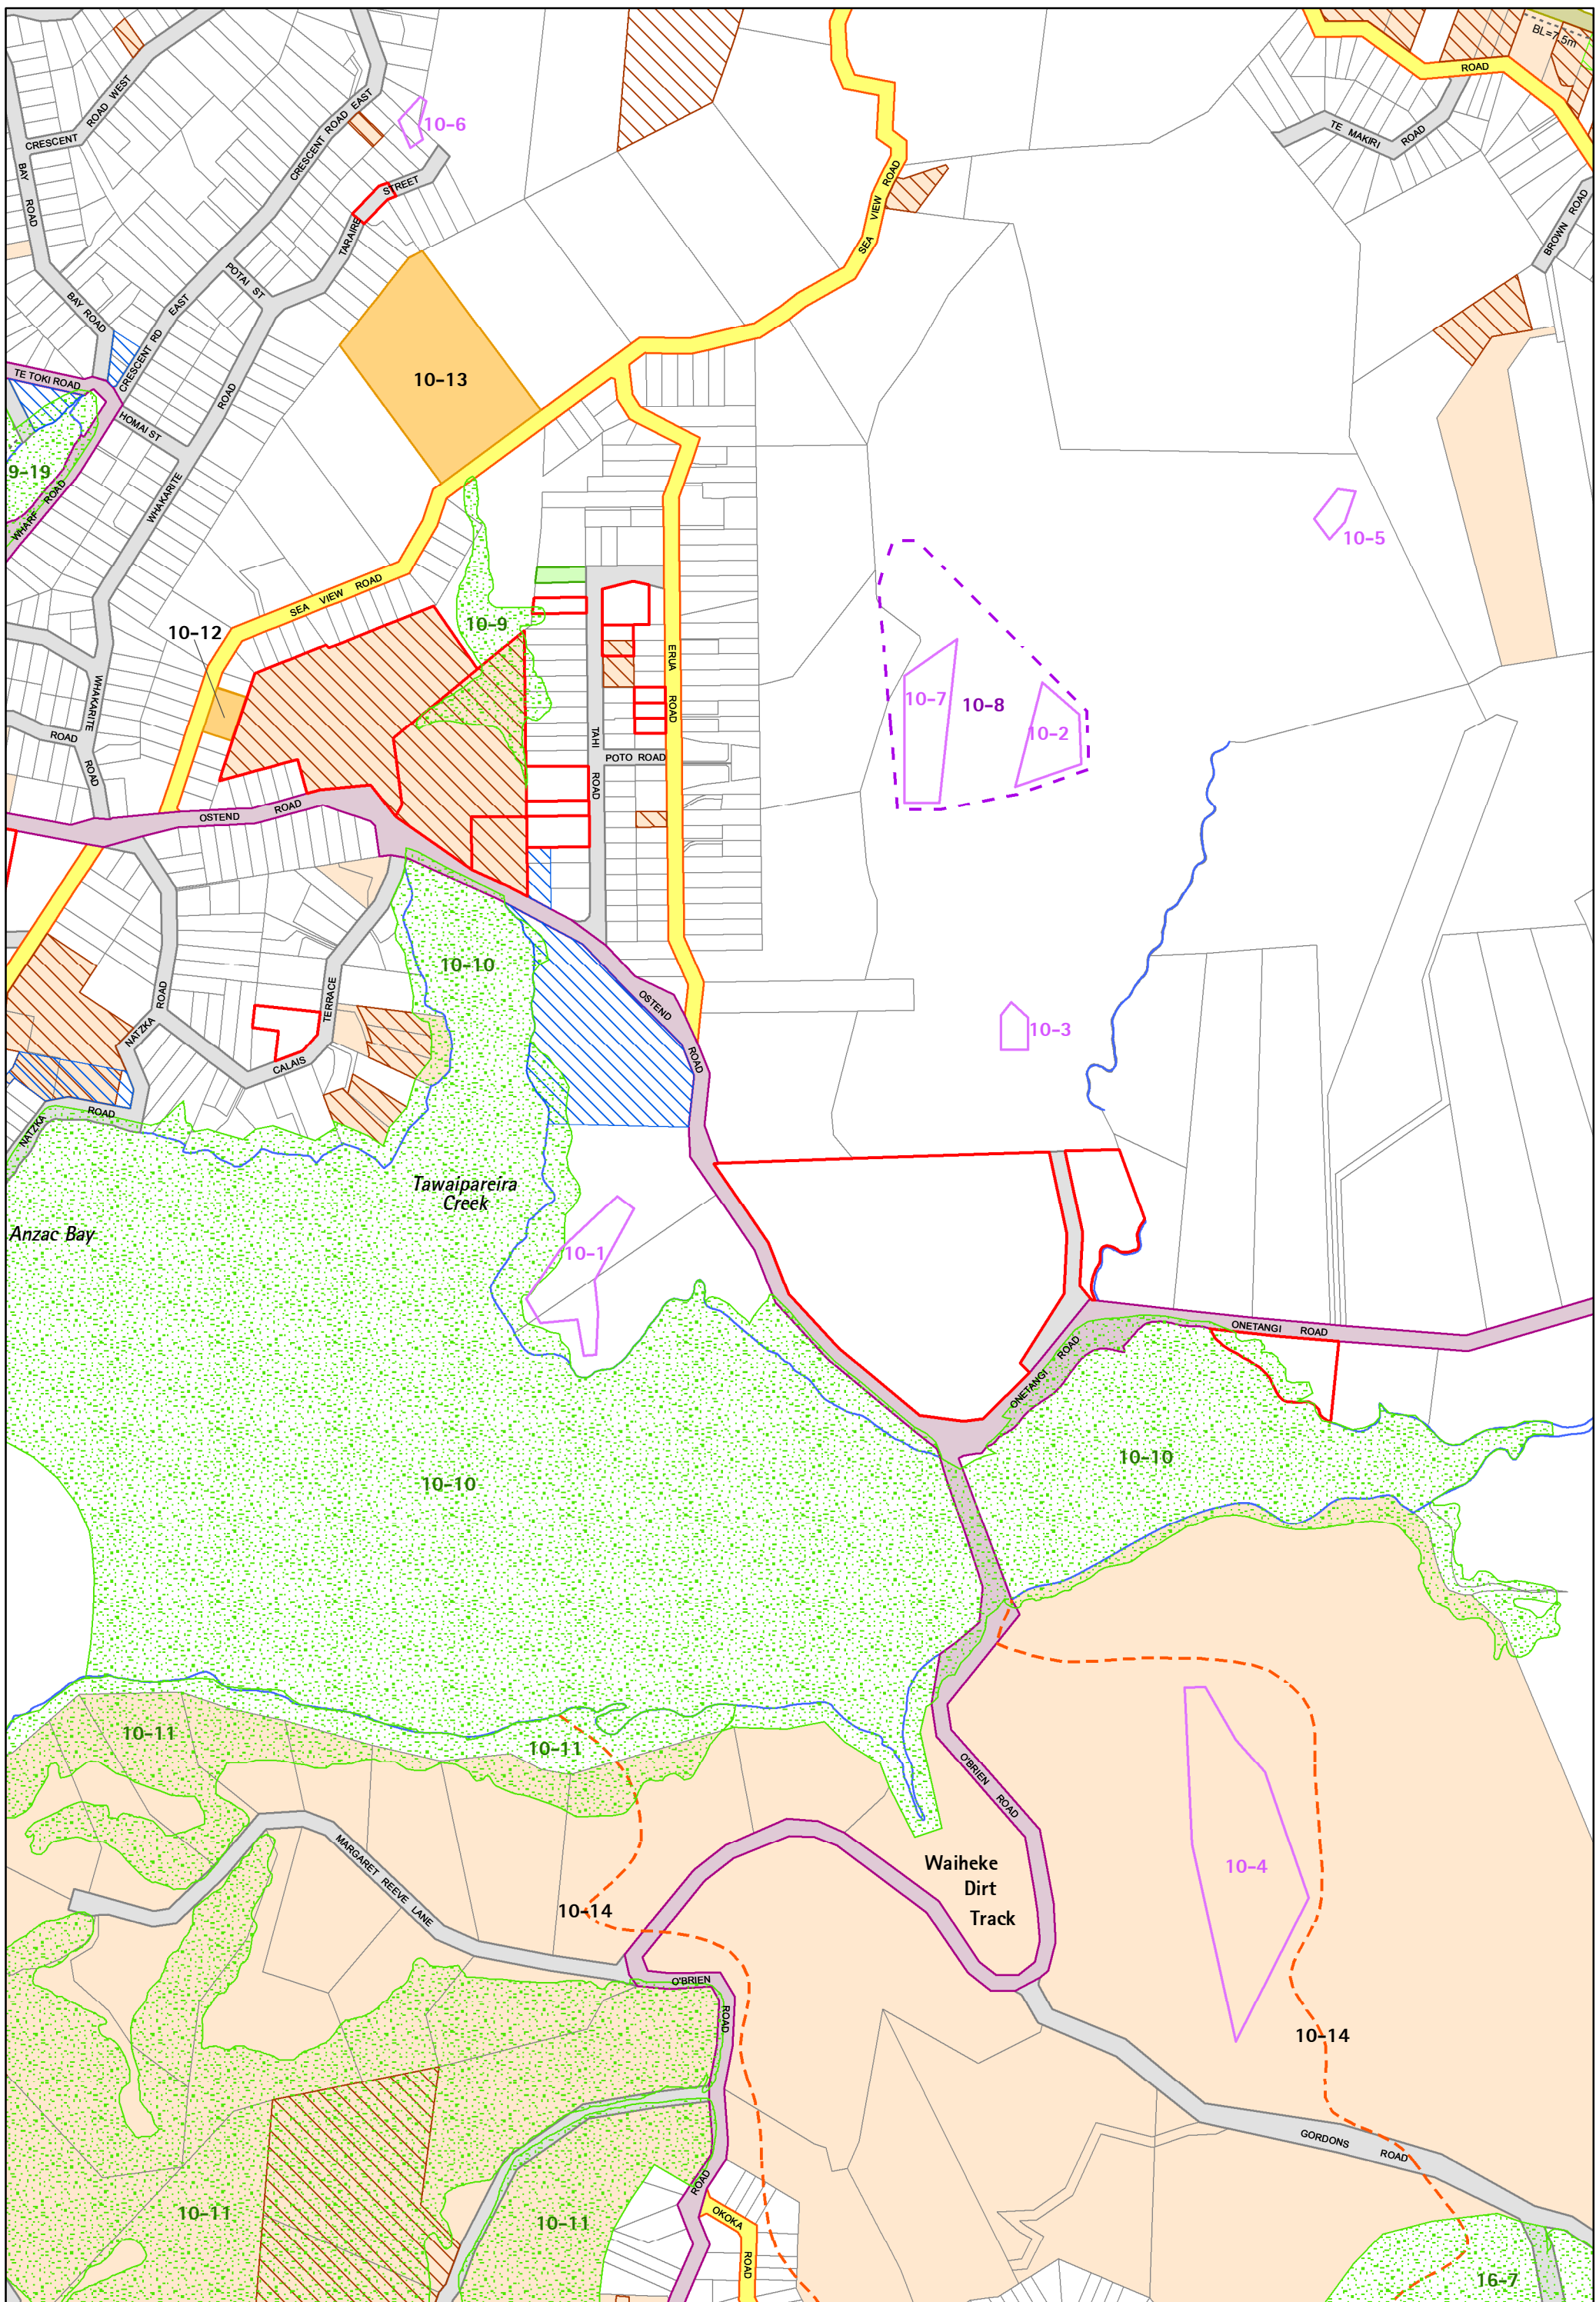 BL=7.5m
ROAD
CRESCENT ROAD WEST
CRESCENT ROAD EAST
10-6
TE MAKIRI ROAD
BAY ROAD
TARAIRE STREET
SEA VIEW ROAD
BROWN ROAD
POTAI ST
BAY ROAD
CRESCENT RD EAST
TE TOKI ROAD
10-13
HOMAI ST
WHAKARITE ROAD
9-19
WHARF ROAD
10-5
SEA VIEW ROAD
10-12
10-9
ERUA ROAD
WHAKARITE ROAD
ROAD
10-7
10-8
10-2
TAHI ROAD
POTO ROAD
OSTEND ROAD
10-10
NATZKA ROAD
TERRACE
CALAIS
OSTEND ROAD
10-3
NATZKA ROAD
Tawaipareira
Creek
Anzac Bay
10-1
ONETANGI ROAD
ONETANGI ROAD
10-10
10-10
10-11
10-11
O'BRIEN ROAD
MARGARET REEVE LANE
Waiheke
Dirt
Track
10-4
10-14
O'BRIEN ROAD
10-14
GORDONS ROAD
ROAD
10-11
10-11
OKOKA ROAD
16-7